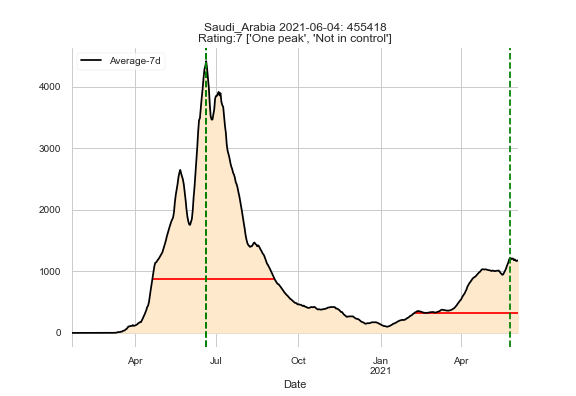 Saudi_Arabia 2021-06-04: 455418
Rating:7 ['One peak', 'Not in control']
Average-7d
4000
3000
2000
1000
0
Apr
Jul
Oct
Jan
2021
Apr
Date